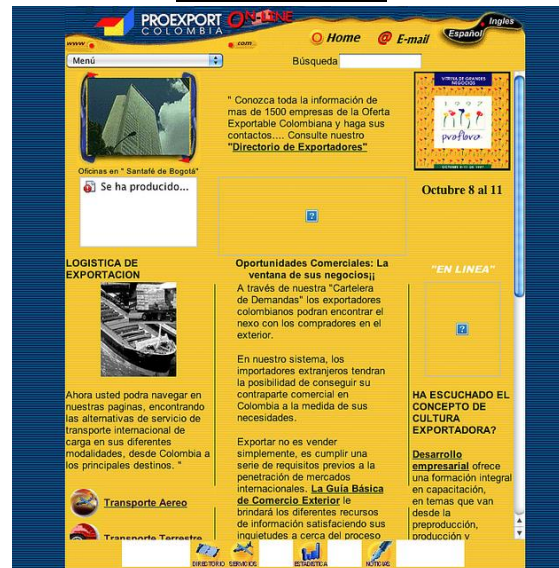 PROEXPORT ON-LINE
COLOMBIA
www
.com
Home
@ E-mail
Español
Ingles
Menú
Búsqueda
Oficinas en " Santafé de Bogotá"
Se ha producido...
" Conozca toda la información de
mas de 1500 empresas de la Oferta
Exportable Colombiana y haga sus
contactos.... Consulte nuestro
"Directorio de Exportadores"
VITRINA DE GRANDES
NEGOCIOS
1997
proflora
Octubre 8 al 11
LOGISTICA DE
EXPORTACION
Ahora usted podra navegar en
nuestras paginas, encontrando
las alternativas de servicio de
transporte internacional de
carga en sus diferentes
modalidades, desde Colombia a
los principales destinos. "
Transporte Aereo
Transporte Terrestre
Oportunidades Comerciales: La
ventana de sus negocios¡¡
A través de nuestra "Cartelera
de Demandas" los exportadores
colombianos podran encontrar el
nexo con los compradores en el
exterior.
En nuestro sistema, los
importadores extranjeros tendran
la posibilidad de conseguir su
contraparte comercial en
Colombia a la medida de sus
necesidades.
Exportar no es vender
simplemente, es cumplir una
serie de requisitos previos a la
penetración de mercados
internacionales. La Guía Básica
de Comercio Exterior le
brindará los diferentes recursos
de información satisfaciendo sus
inquietudes a cerca del proceso
"EN LINEA"
HA ESCUCHADO EL
CONCEPTO DE
CULTURA
EXPORTADORA?
Desarrollo
empresarial ofrece
una formación integral
en capacitación,
en temas que van
desde la
preproducción,
producción y
DIRECTORIO
SERVICIOS
ESTADISTICA
NOTICIAS